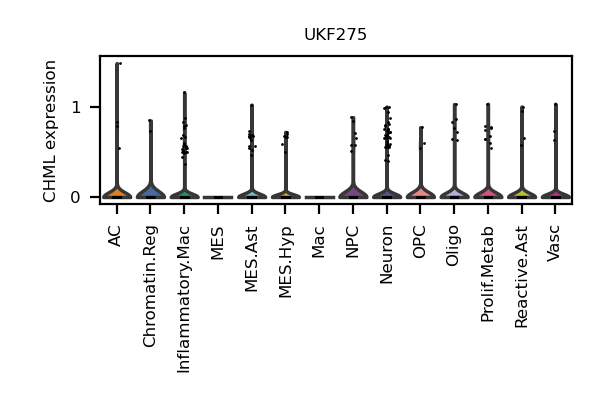 UKF275
CHML expression
1
0
AC
Chromatin.Reg
Inflammatory.Mac
MES
MES.Ast
MES.Hyp
Mac
NPC
Neuron
OPC
Oligo
Prolif.Metab
Reactive.Ast
Vasc